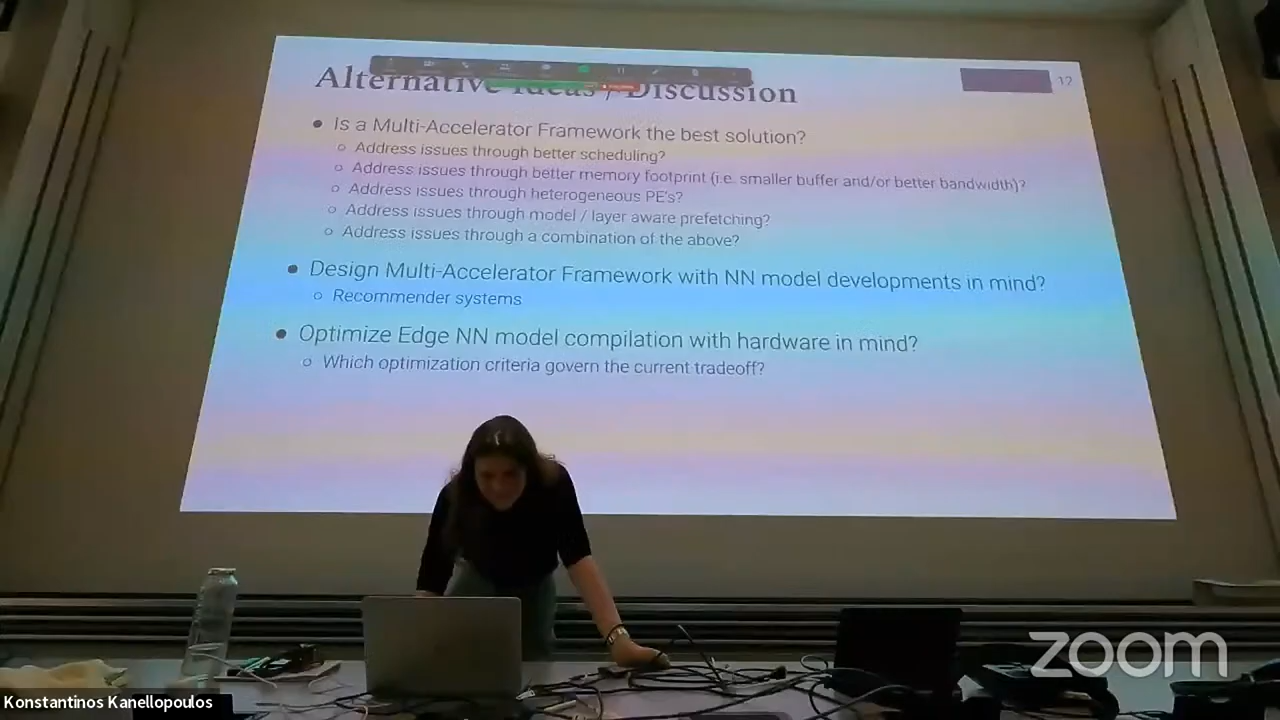 Alternative Ideas / Discussion
17
• Is a Multi-Accelerator Framework the best solution?
○ Address issues through better scheduling?
○ Address issues through better memory footprint (i.e. smaller buffer and/or better bandwidth)?
○ Address issues through heterogeneous PE's?
○ Address issues through model / layer aware prefetching?
○ Address issues through a combination of the above?
• Design Multi-Accelerator Framework with NN model developments in mind?
○ Recommender systems
• Optimize Edge NN model compilation with hardware in mind?
○ Which optimization criteria govern the current tradeoff?
zoom
Konstantinos Kanellopoulos